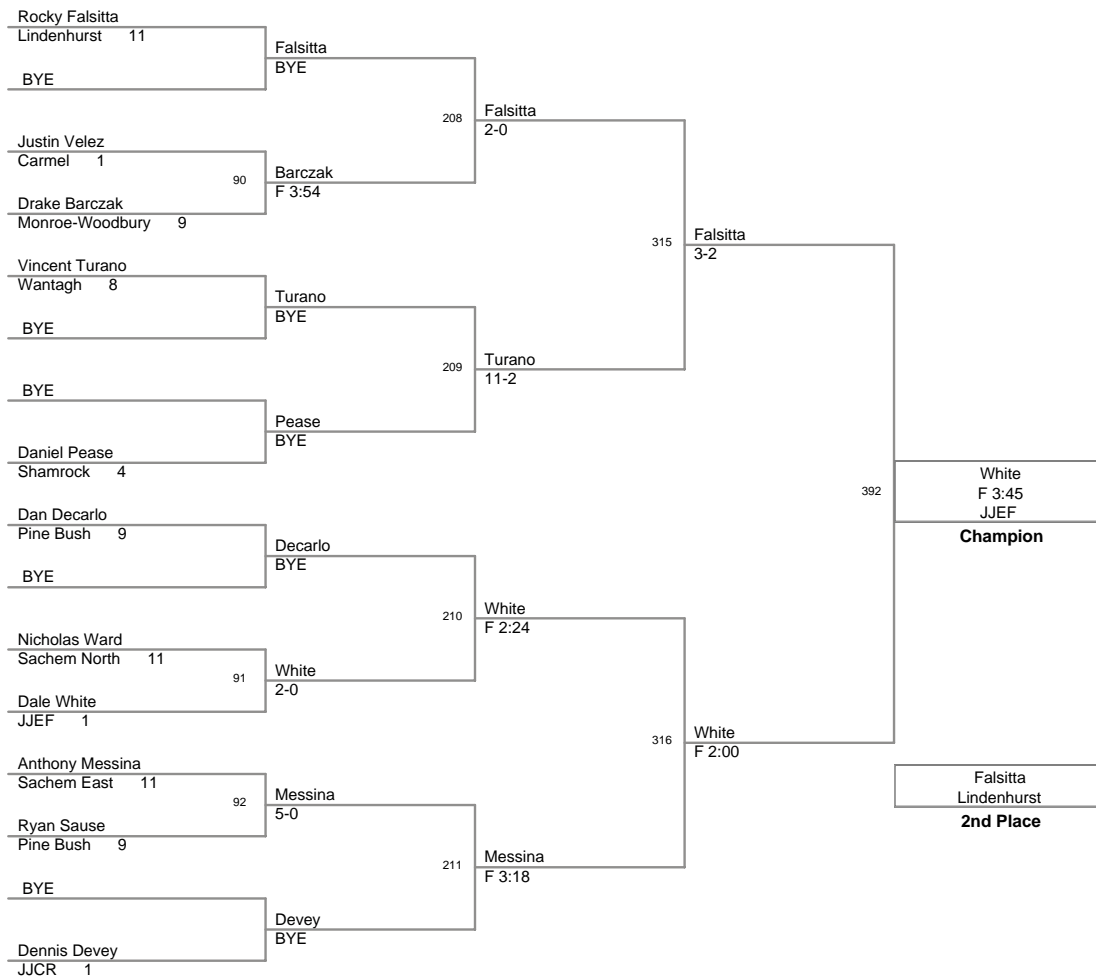 Rocky Falsitta
Lindenhurst 11
BYE
Justin Velez
Carmel 1
90
Drake Barczak
Monroe-Woodbury 9
Vincent Turano
Wantagh 8
BYE
BYE
Daniel Pease
Shamrock 4
Dan Decarlo
Pine Bush 9
BYE
Nicholas Ward
Sachem North 11
91
Dale White
JJEF 1
Anthony Messina
Sachem East 11
92
Ryan Sause
Pine Bush 9
BYE
Dennis Devey
JJCR 1
Falsitta
BYE
208
Barczak
F 3:54
Turano
BYE
209
Pease
BYE
Decarlo
BYE
210
White
2-0
Messina
5-0
211
Devey
BYE
Falsitta
2-0
315
Turano
11-2
White
F 2:24
316
Messina
F 3:18
Falsitta
3-2
392
White
F 2:00
White
F 3:45
JJEF
Champion
Falsitta
Lindenhurst
2nd Place